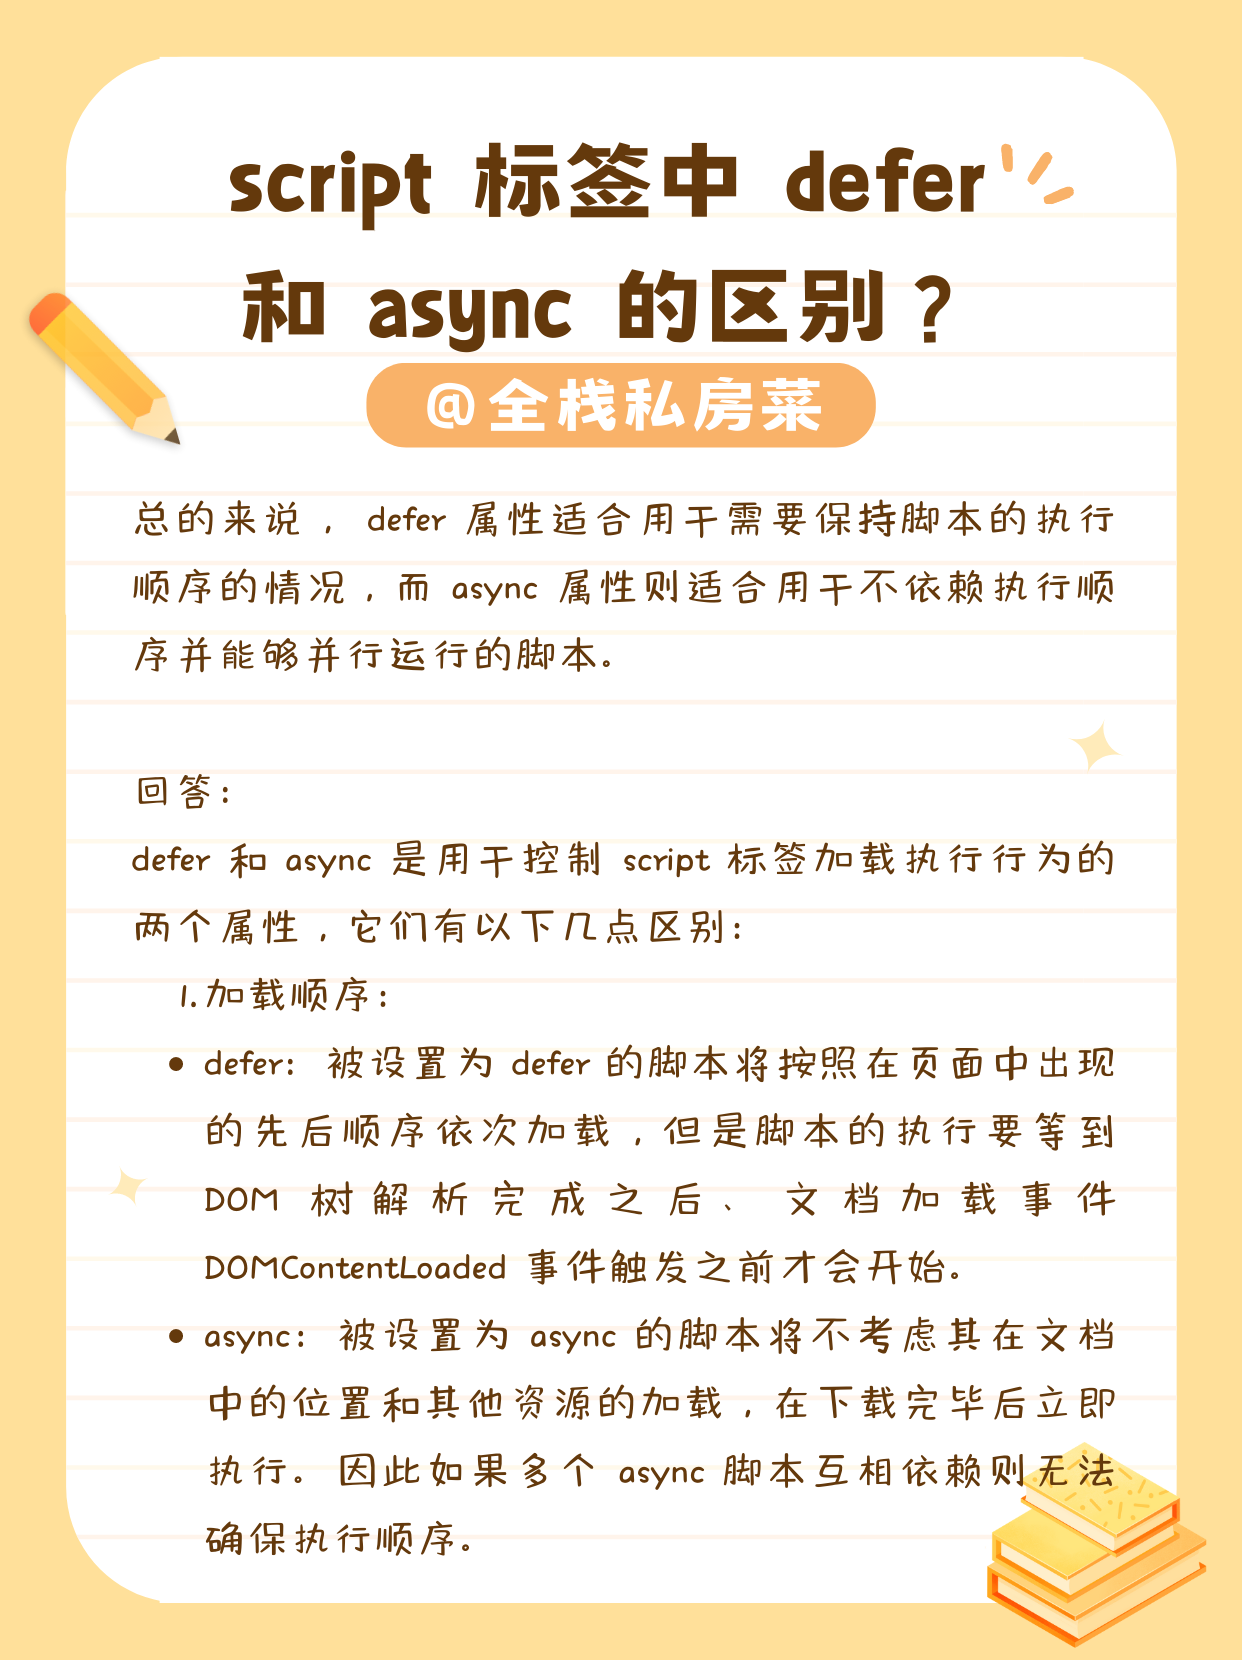 script 标签中 defer
和 async 的区别？
@全栈私房菜
总的来说，defer 属性适合用于需要保持脚本的执行
顺序的情况，而 async 属性则适合用于不依赖执行顺
序并能够并行运行的脚本。
回答：
defer 和 async 是用于控制 script 标签加载执行行为的
两个属性，它们有以下几点区别：
1.加载顺序：
• defer：被设置为 defer 的脚本将按照在页面中出现
的先后顺序依次加载，但是脚本的执行要等到
DOM 树解析完成之后、文档加载事件
DOMContentLoaded 事件触发之前才会开始。
• async：被设置为 async 的脚本将不考虑其在文档
中的位置和其他资源的加载，在下载完毕后立即
执行。因此如果多个 async 脚本互相依赖则无法
确保执行顺序。